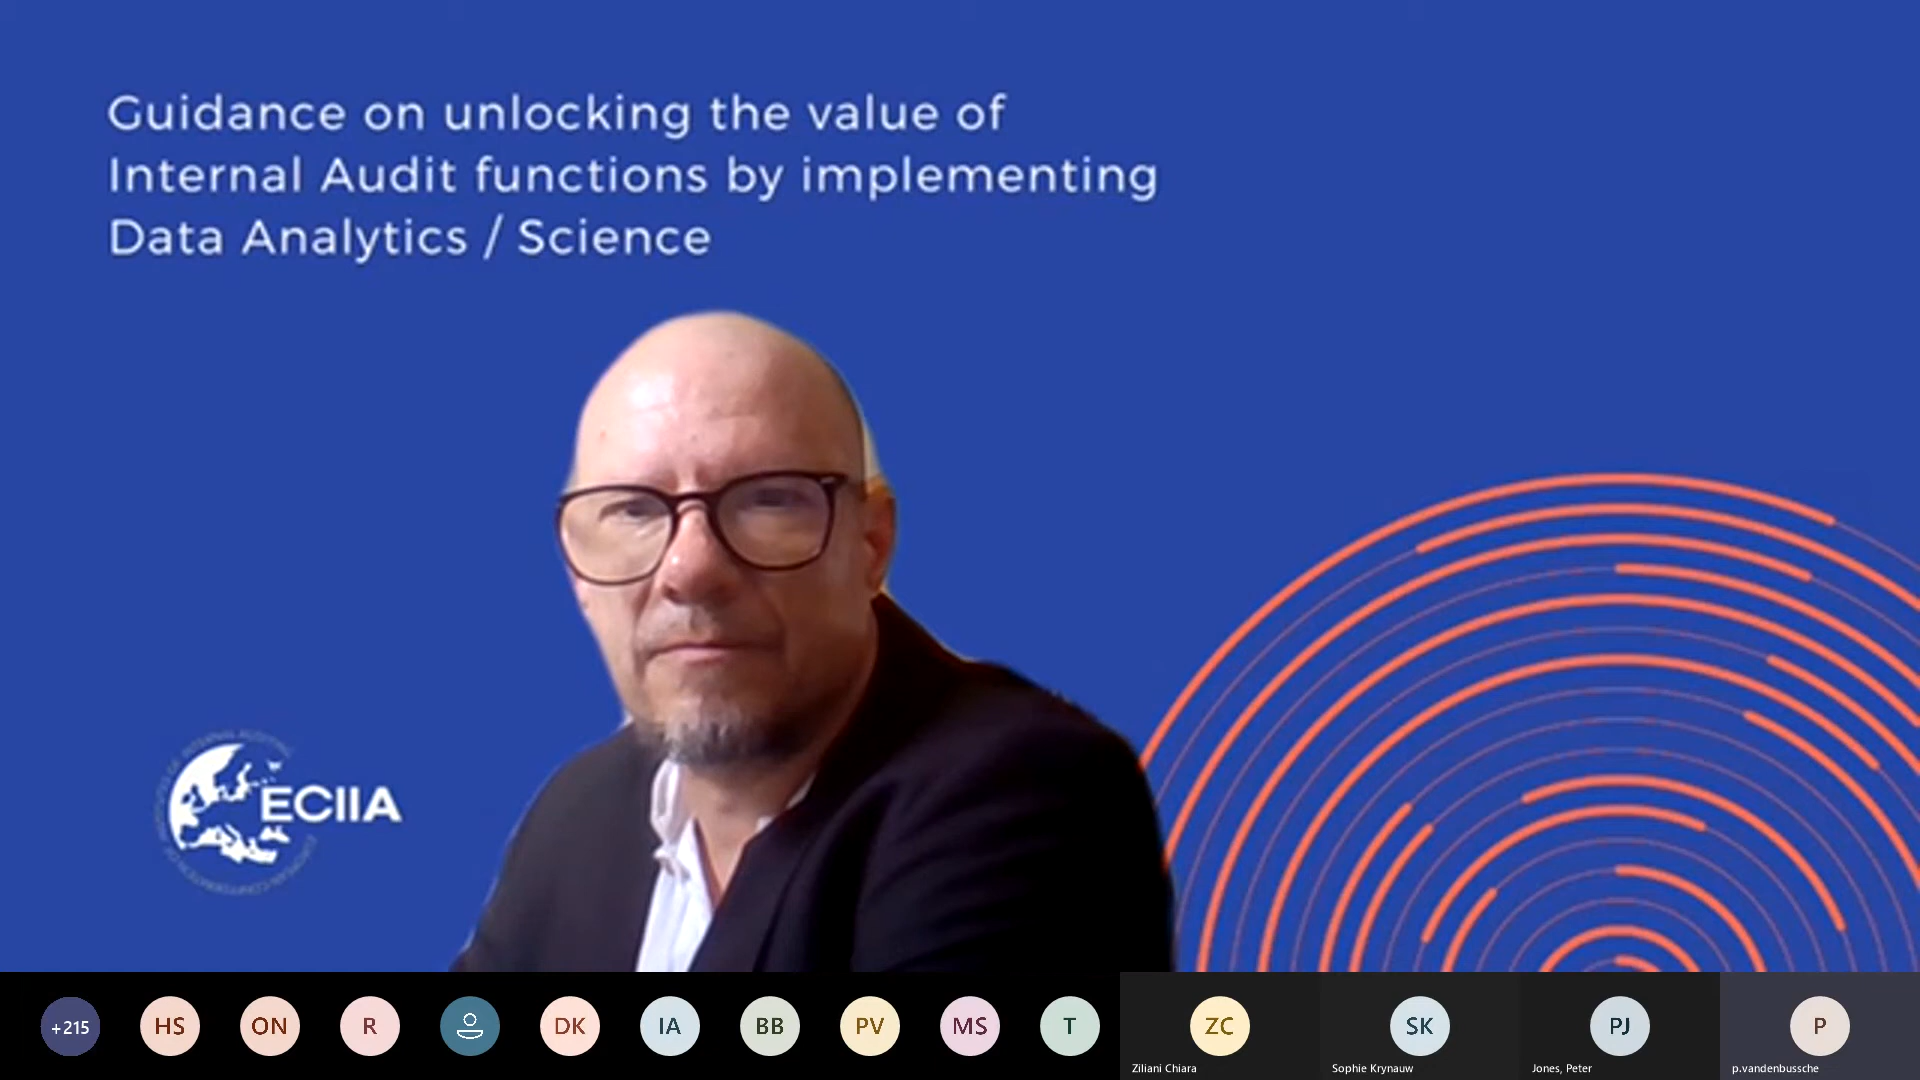 Guidance on unlocking the value of
Internal Audit functions by implementing
Data Analytics / Science
ECIIA
+215
HS
ON
R
DK
IA
BB
PV
MS
T
ZC
SK
PJ
P
Ziliani Chiara
Sophie Krynauw
Jones, Peter
p.vandenbussche